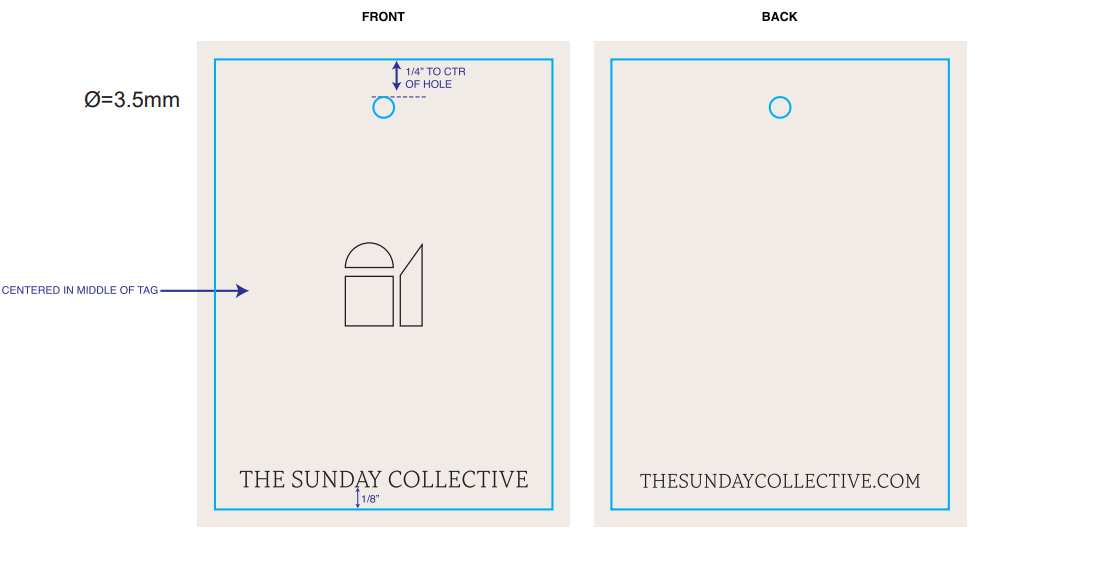 FRONT
BACK
1/4” TO CTR
OF HOLE
Ø=3.5mm
CENTERED IN MIDDLE OF TAG
THE SUNDAY COLLECTIVE
1/8”
THESUNDAYCOLLECTIVE.COM